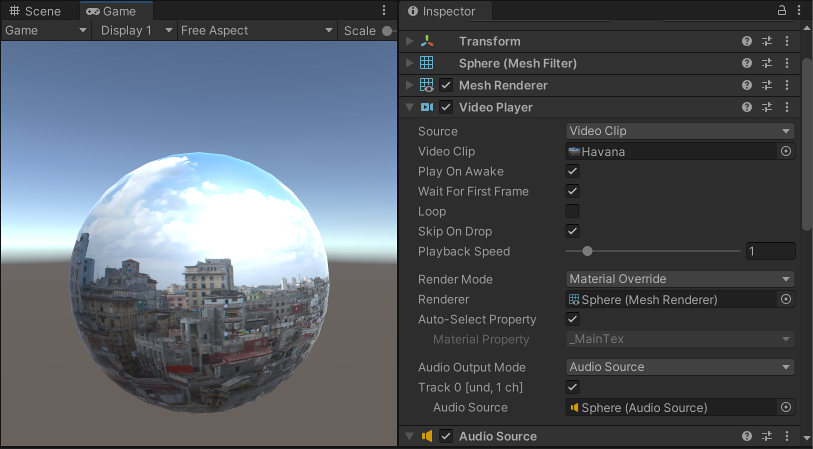 Scene
Game
Game
Display 1
Free Aspect
Scale
Inspector
Transform
Sphere (Mesh Filter)
Mesh Renderer
Video Player
Source
Video Clip
Video Clip
Havana
Play On Awake
Wait For First Frame
Loop
Skip On Drop
Playback Speed
1
Render Mode
Material Override
Renderer
Sphere (Mesh Renderer)
Auto-Select Property
Material Property
_MainTex
Audio Output Mode
Audio Source
Track 0 [und, 1 ch]
Audio Source
Sphere (Audio Source)
Audio Source